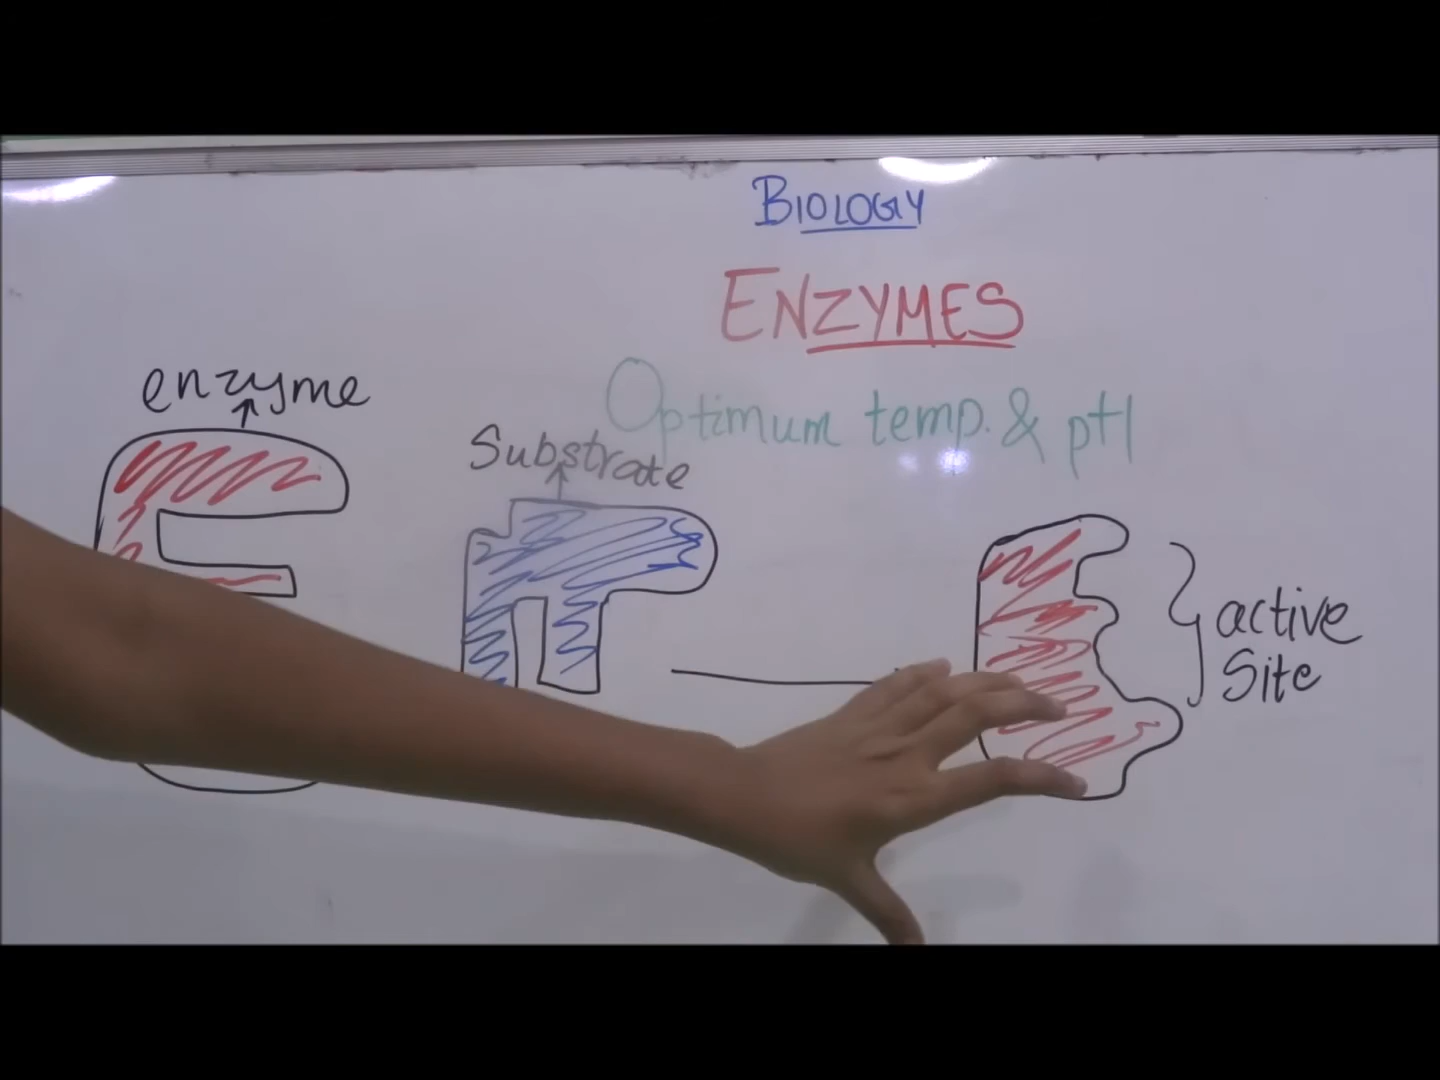 BIOLOGY
ENZYMES
Optimum temp. & pH
enzyme
Substrate
active
Site